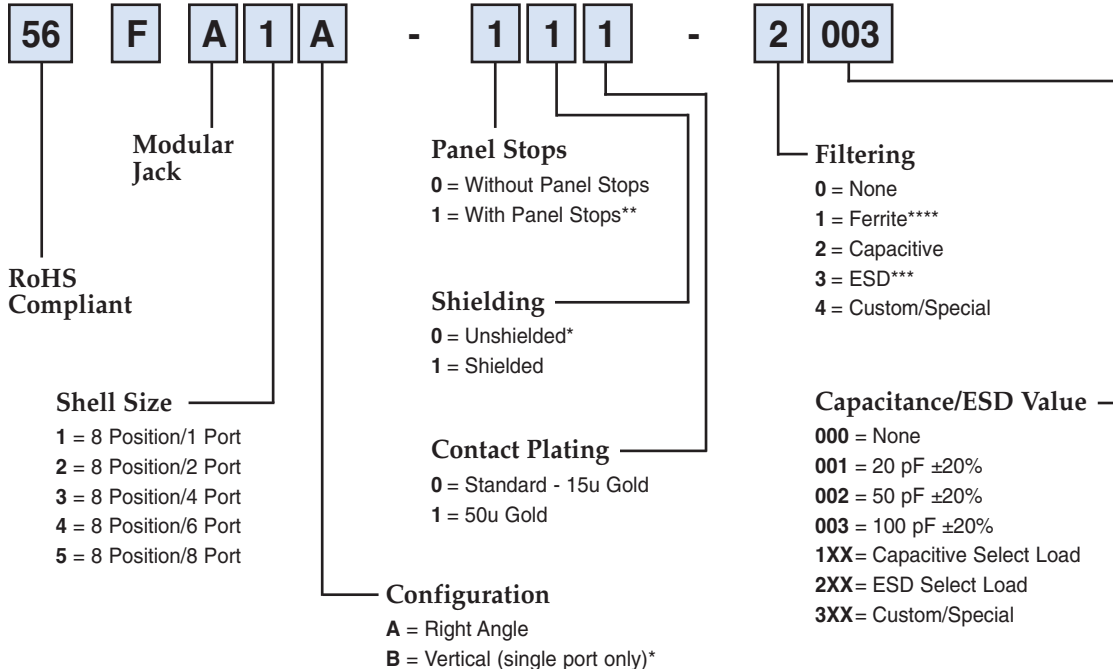 56 F A 1 A - 1 1 1 - 2 003
Modular
Jack
RoHS
Compliant
Shell Size
1 = 8 Position/1 Port
2 = 8 Position/2 Port
3 = 8 Position/4 Port
4 = 8 Position/6 Port
5 = 8 Position/8 Port
Configuration
A = Right Angle
B = Vertical (single port only)*
Panel Stops
0 = Without Panel Stops
1 = With Panel Stops**
Shielding
0 = Unshielded*
1 = Shielded
Contact Plating
0 = Standard - 15u Gold
1 = 50u Gold
Filtering
0 = None
1 = Ferrite****
2 = Capacitive
3 = ESD***
4 = Custom/Special
Capacitance/ESD Value
000 = None
001 = 20 pF ±20%
002 = 50 pF ±20%
003 = 100 pF ±20%
1XX= Capacitive Select Load
2XX= ESD Select Load
3XX= Custom/Special